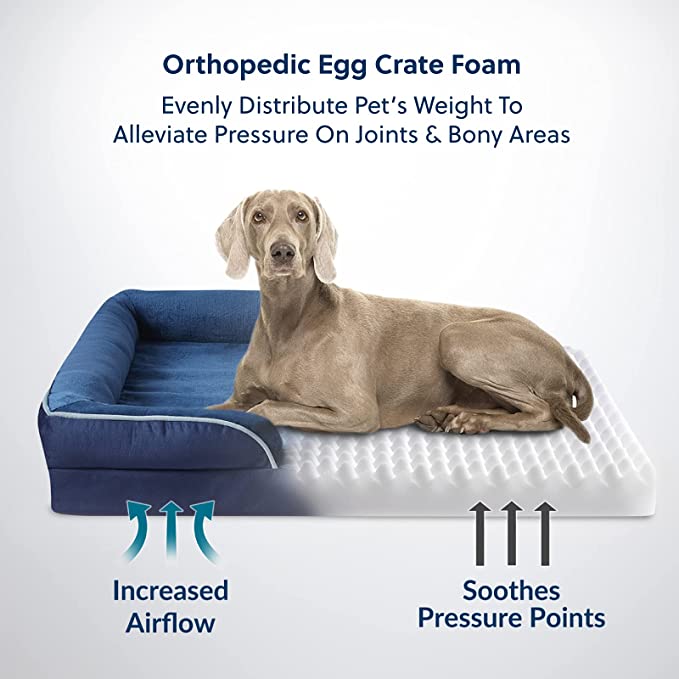 Orthopedic Egg Crate Foam
Evenly Distribute Pet's Weight To
Alleviate Pressure On Joints & Bony Areas
Increased
Airflow
Soothes
Pressure Points